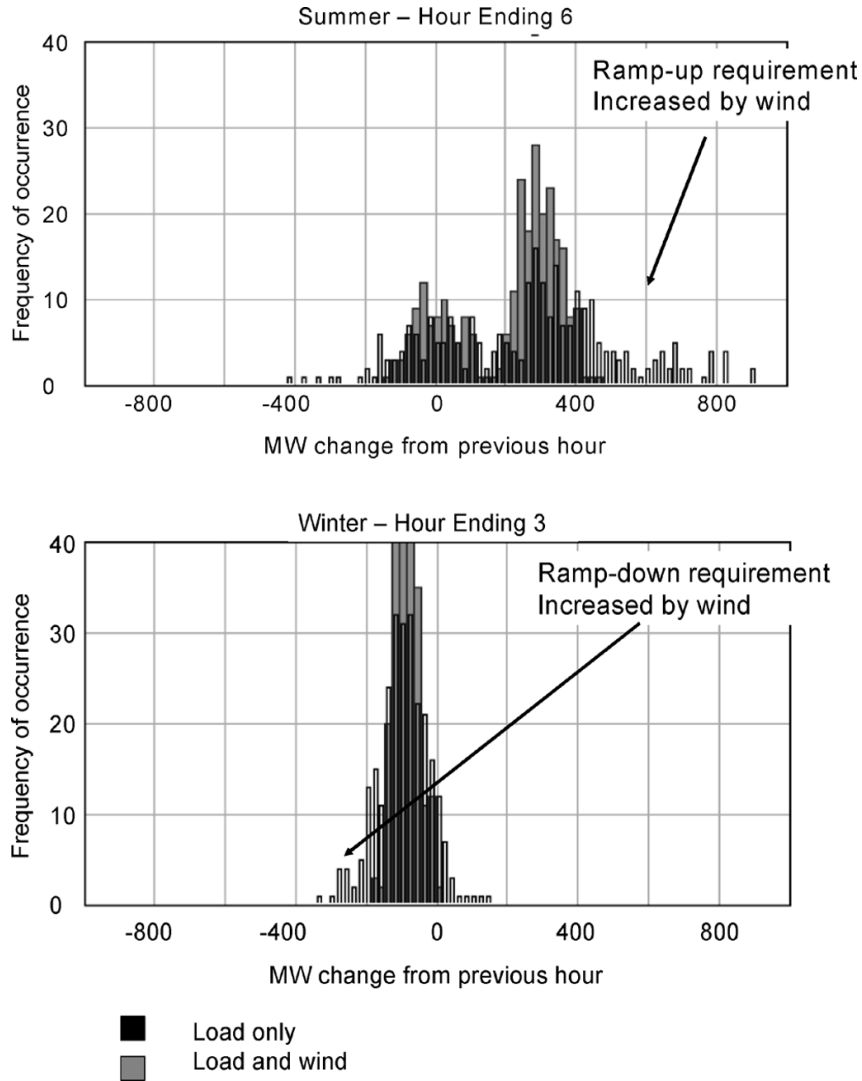 Summer – Hour Ending 6
Ramp-up requirement
Increased by wind
Frequency of occurrence
40
30
20
10
0
-800
-400
0
400
800
MW change from previous hour
Winter – Hour Ending 3
Ramp-down requirement
Increased by wind
Frequency of occurrence
40
30
20
10
0
-800
-400
0
400
800
MW change from previous hour
Load only
Load and wind